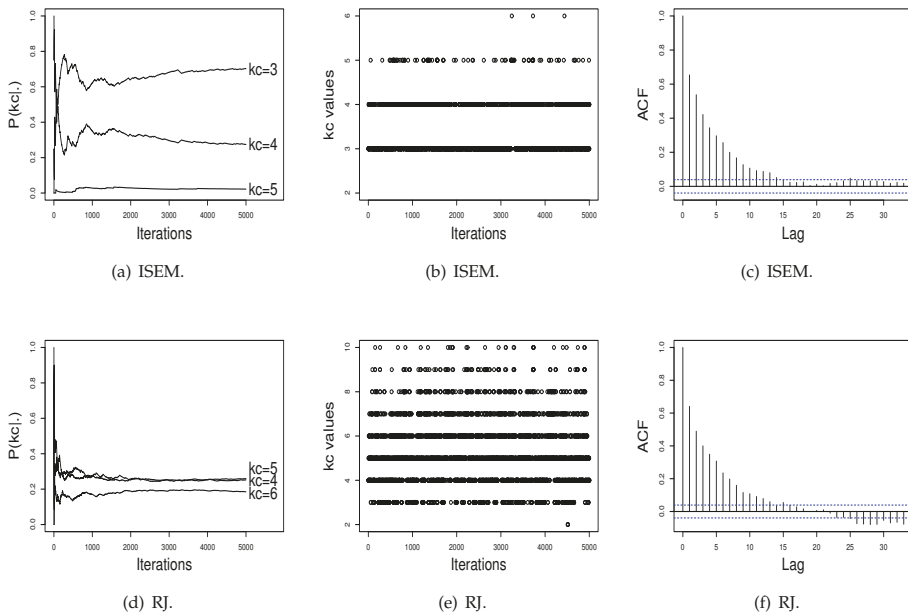 P(kc|.)
0.0 0.2 0.4 0.6 0.8 1.0
kc=3
kc=4
kc=5
0 1000 2000 3000 4000 5000
Iterations
(a) ISEM.
kc values
2 3 4 5 6
0 1000 2000 3000 4000 5000
Iterations
(b) ISEM.
ACF
0.0 0.2 0.4 0.6 0.8 1.0
0 5 10 15 20 25 30
Lag
(c) ISEM.
P(kc|.)
0.0 0.2 0.4 0.6 0.8 1.0
kc=5
kc=4
kc=6
0 1000 2000 3000 4000 5000
Iterations
(d) RJ.
kc values
2 3 4 5 6 7 8 9 10
0 1000 2000 3000 4000 5000
Iterations
(e) RJ.
ACF
0.0 0.2 0.4 0.6 0.8 1.0
0 5 10 15 20 25 30
Lag
(f) RJ.